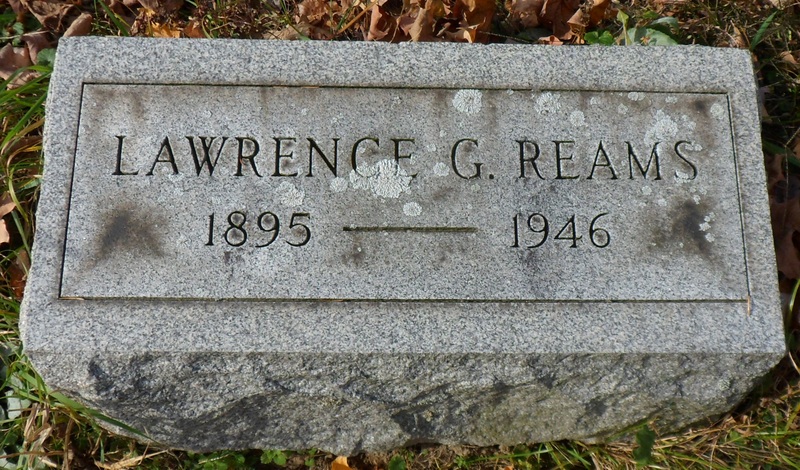 LAWRENCE G. REAMS
1895 — 1946